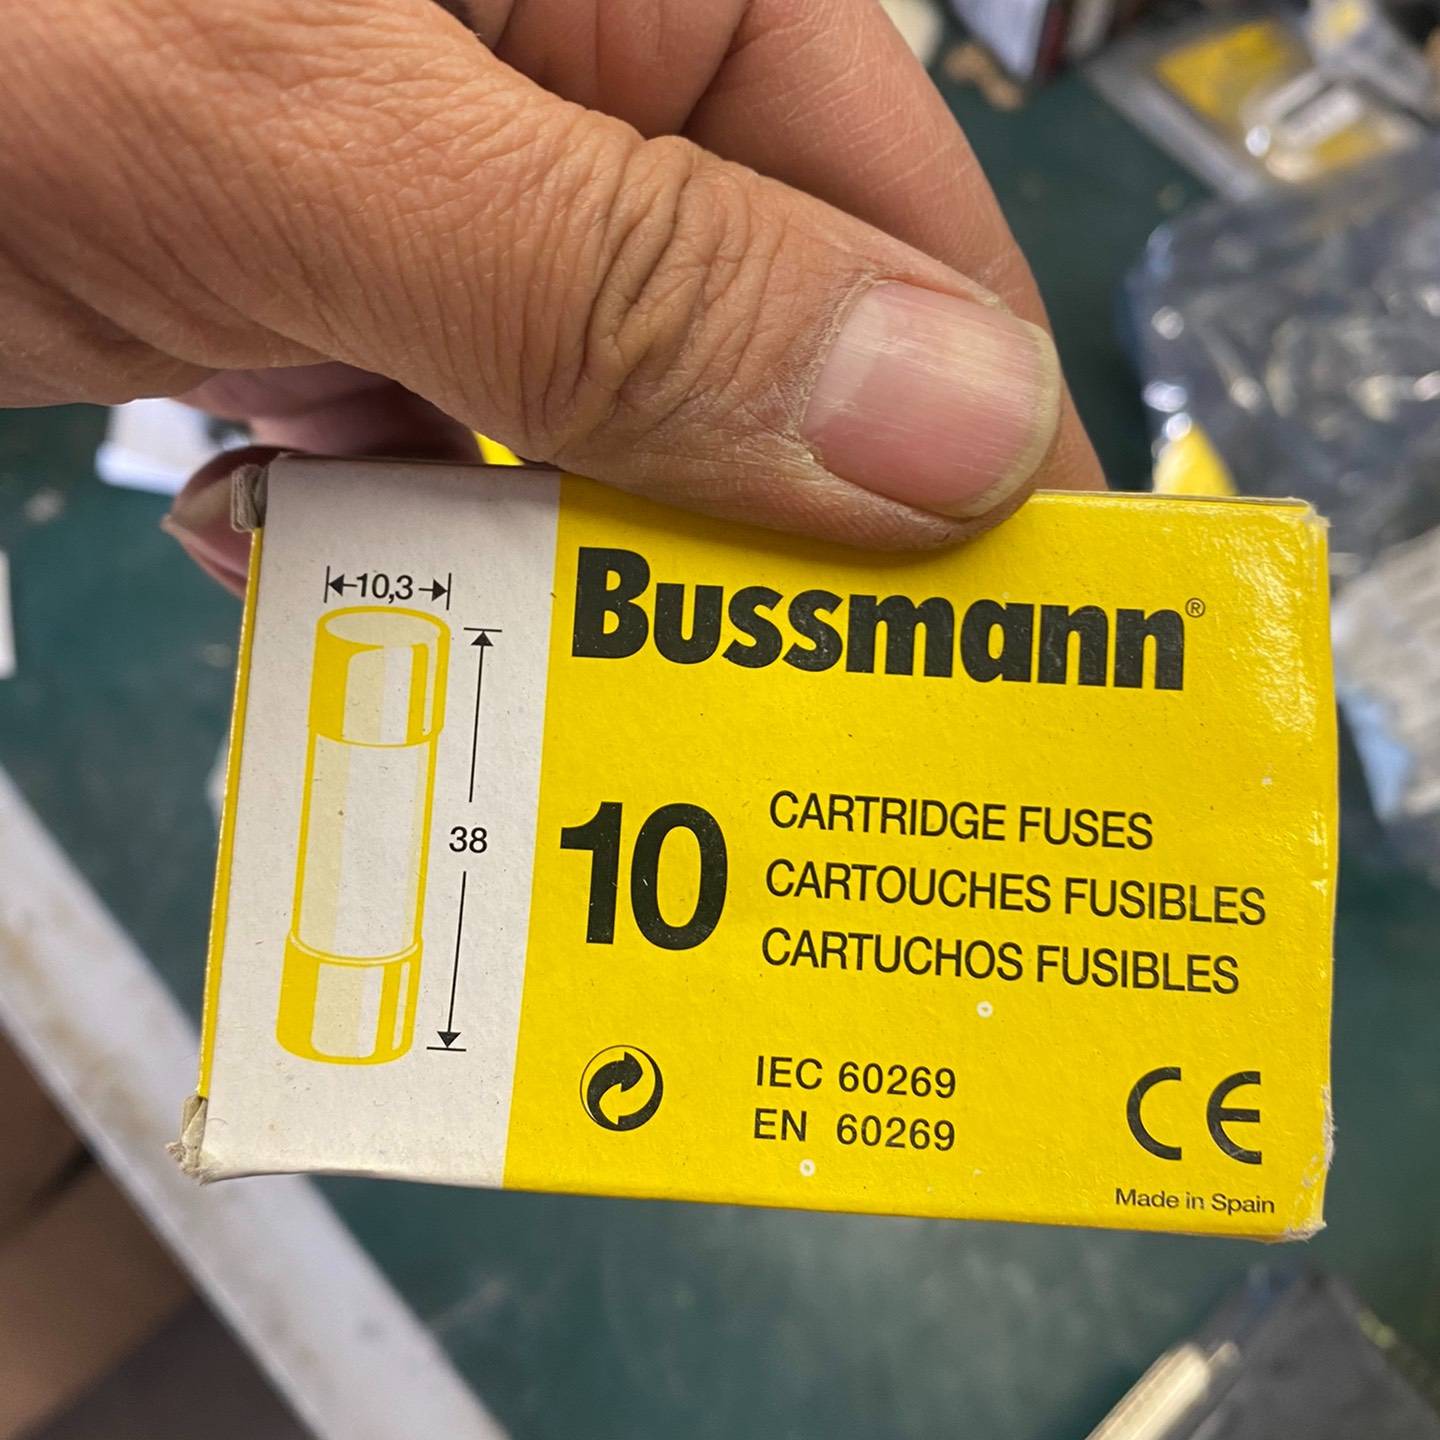 10,3
38
Bussmann®
10
CARTRIDGE FUSES
CARTOUCHES FUSIBLES
CARTUCHOS FUSIBLES
IEC 60269
EN 60269
CE
Made in Spain